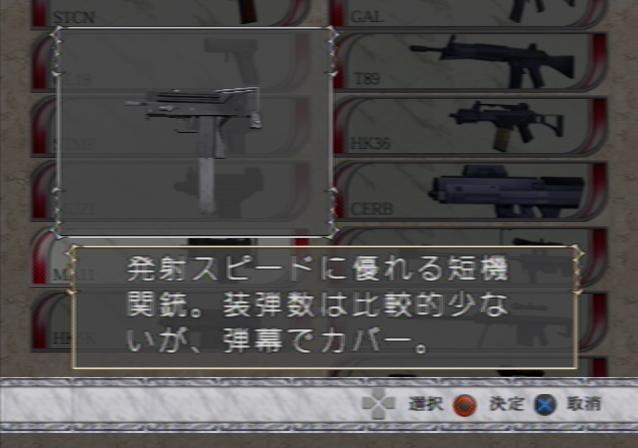 STCN
GAL
T89
HK36
CERB
発射スピードに優れる短機
関銃。装弾数は比較的少な
いが、弾幕でカバー。
選択 決定 取消